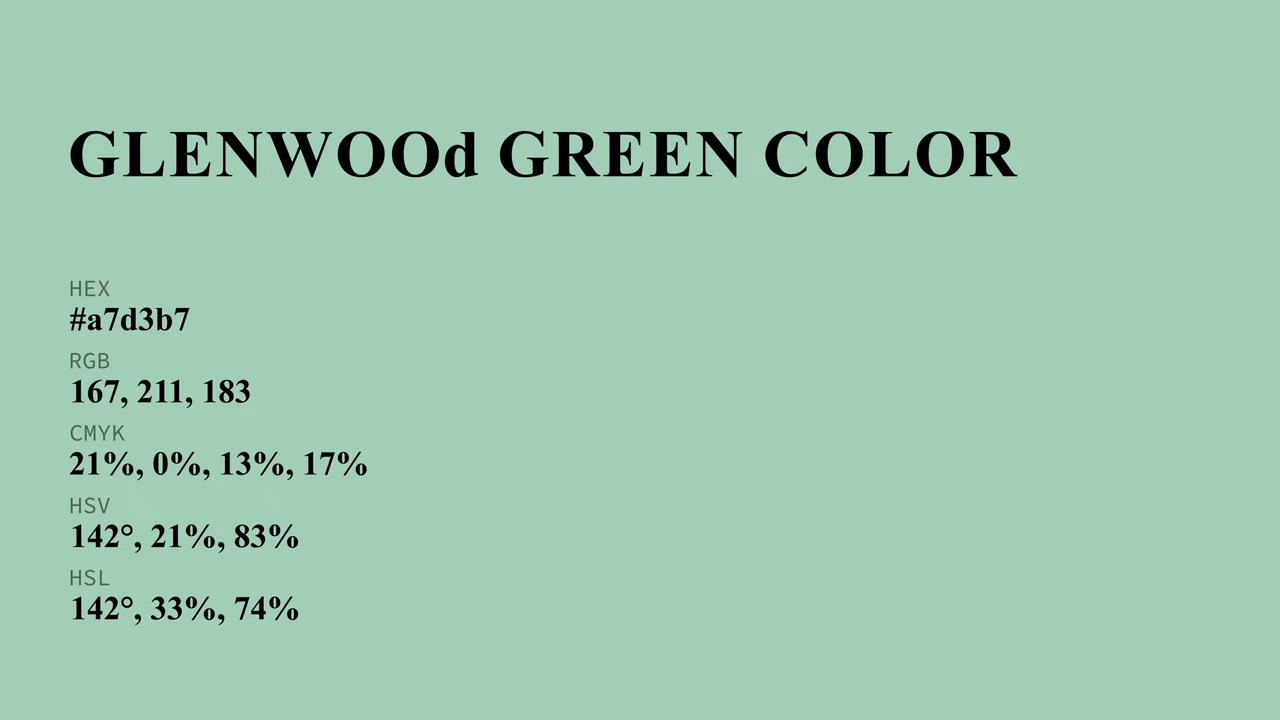 GLENWOOd GREEN COLOR
HEX
#a7d3b7
RGB
167, 211, 183
CMYK
21%, 0%, 13%, 17%
HSV
142°, 21%, 83%
HSL
142°, 33%, 74%